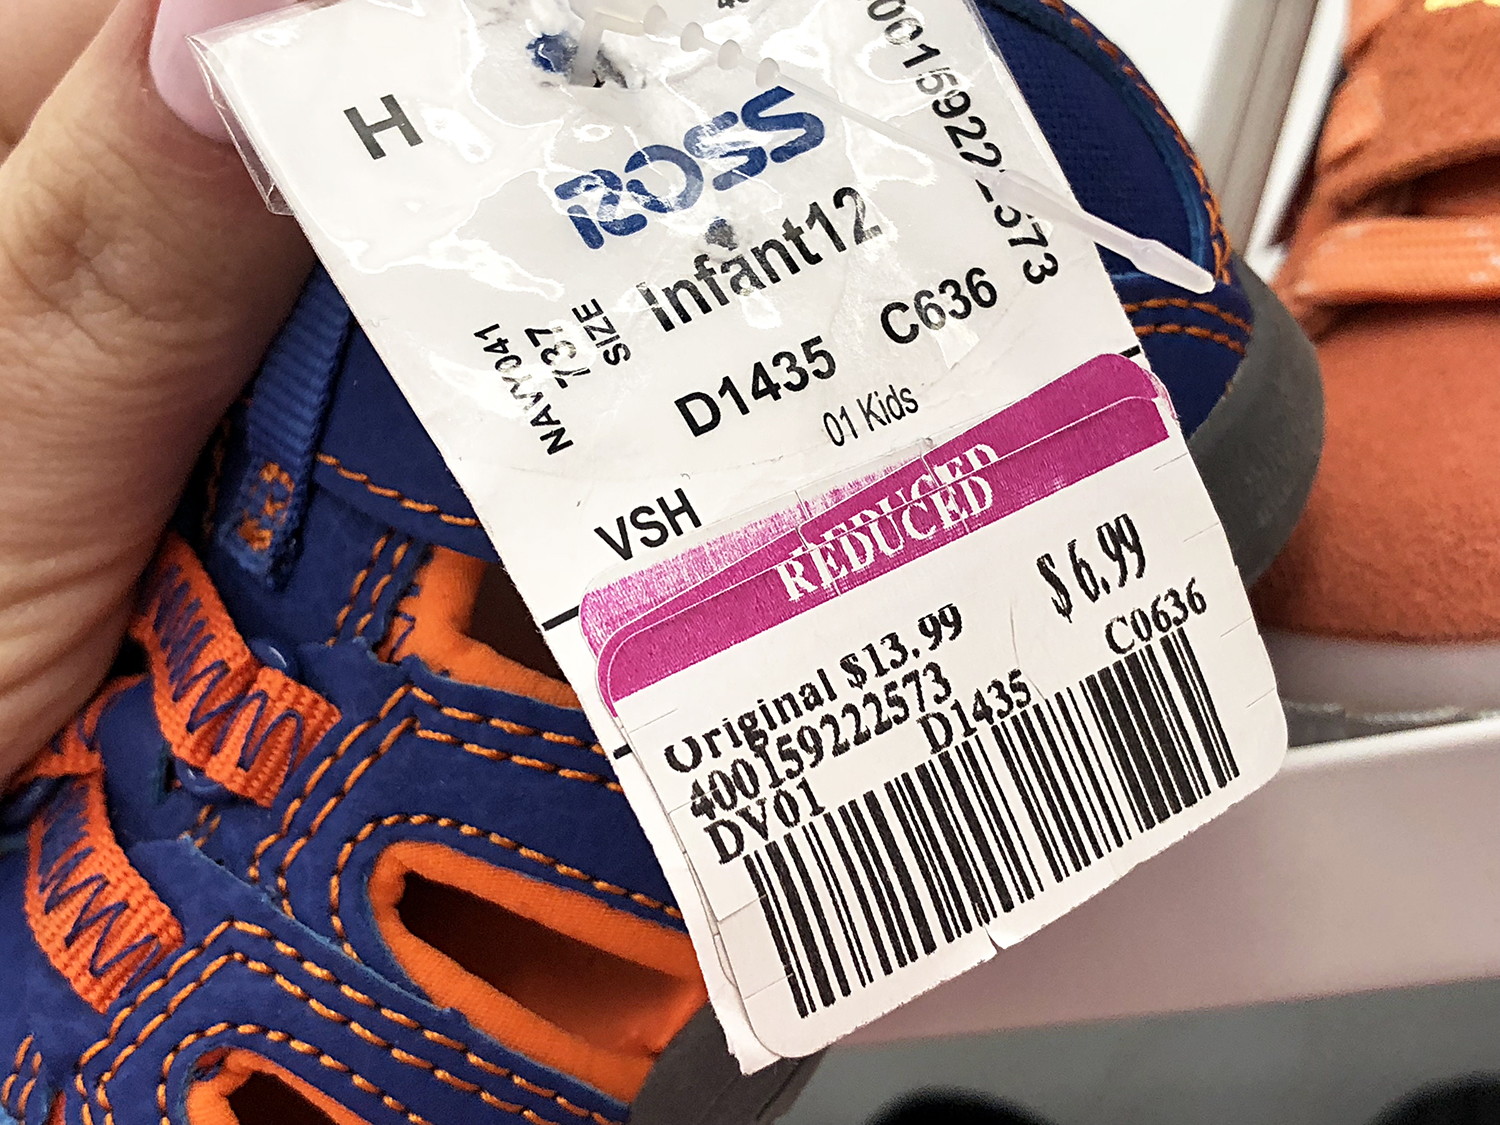 H
ROSS
Infant12
SIZE
737
NAVY041
D1435 C636
01 Kids
VSH
REDUCED
REDUCED
$6.99
Original $13.99
C0636
400159222573
D1435
DV01